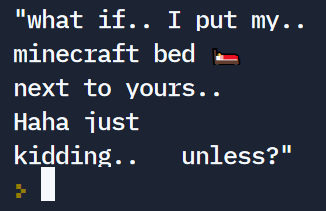 "what if.. I put my..
minecraft bed 🛏️
next to yours..
Haha just
kidding..   unless?"
>